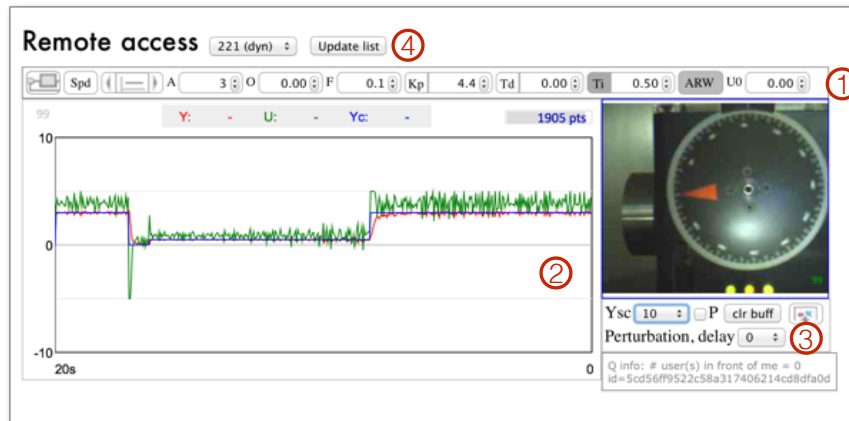 Remote access 221 (dyn) Update list 4
Spd A 3 O 0.00 F 0.1 Kp 4.4 Td 0.00 Ti 0.50 ARW U0 0.00 1
99 Y: - U: - Yc: - 1905 pts
10
0
2
-10
20s 0
99
Ysc 10 P clr buff
Perturbation, delay 0 3
Q info: # user(s) in front of me = 0
id=5cd56ff9522c58a317406214cd8dfa0d